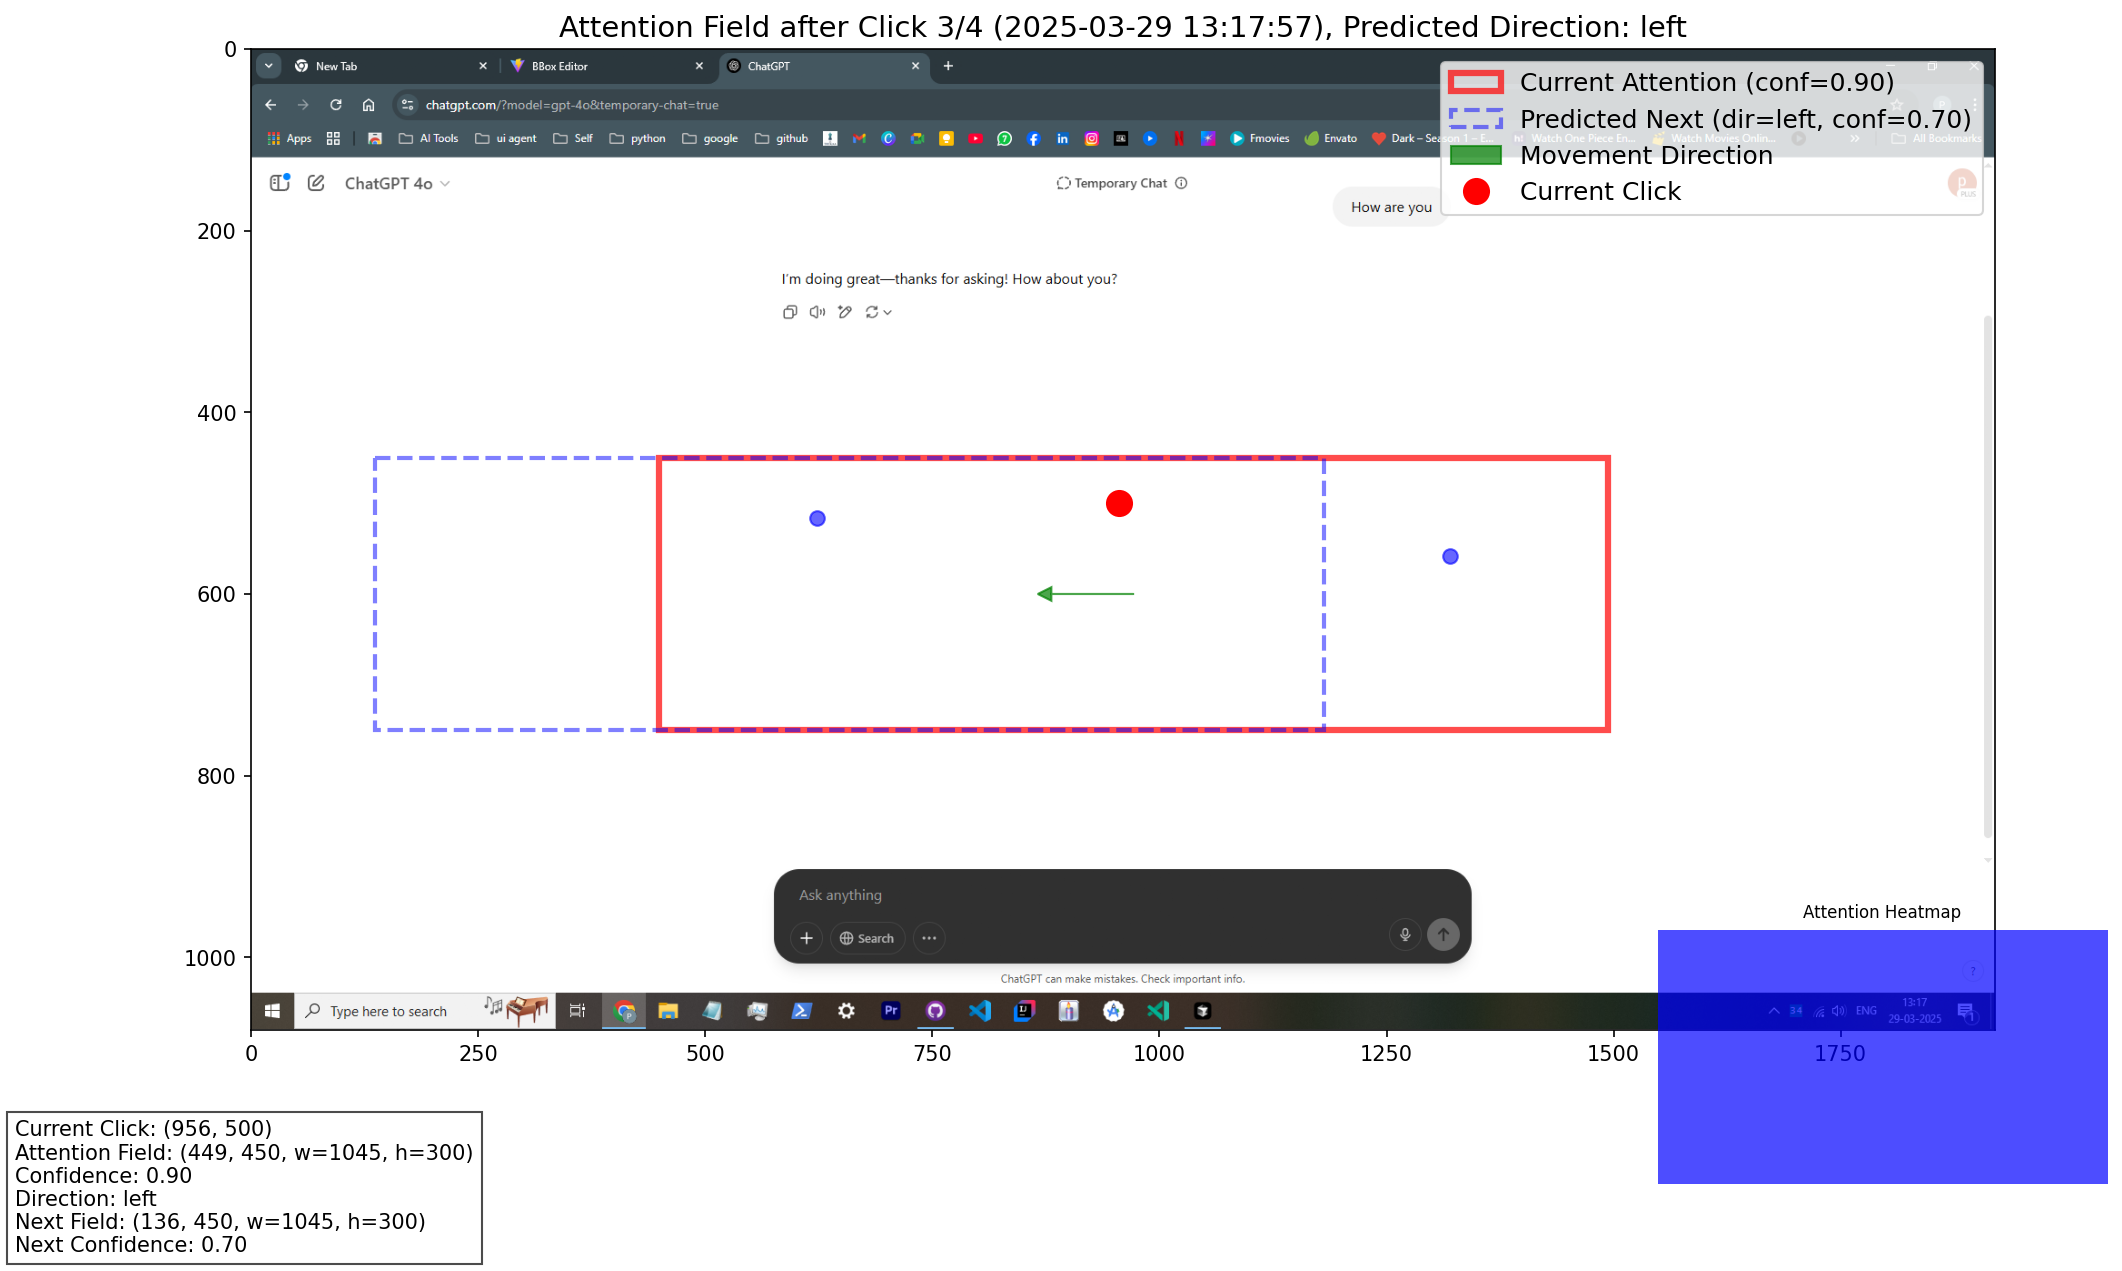 Attention Field after Click 3/4 (2025-03-29 13:17:57), Predicted Direction: left
0
200
400
600
800
1000
New Tab
BBox Editor
ChatGPT
chatgpt.com/?model=gpt-4o&temporary-chat=true
Apps
AI Tools
ui agent
Self
python
google
github
Fmovies
Envato
Dark – Season 1 – E...
Watch One Piece En...
Watch Movies Onlin...
All Bookmarks
Current Attention (conf=0.90)
Predicted Next (dir=left, conf=0.70)
Movement Direction
Current Click
ChatGPT 4o
Temporary Chat
PLUS
How are you
I'm doing great—thanks for asking! How about you?
Ask anything
Search
ChatGPT can make mistakes. Check important info.
Attention Heatmap
?
Type here to search
Pr
34
ENG
13:17
29-03-2025
1
0
250
500
750
1000
1250
1500
1750
Current Click: (956, 500)
Attention Field: (449, 450, w=1045, h=300)
Confidence: 0.90
Direction: left
Next Field: (136, 450, w=1045, h=300)
Next Confidence: 0.70